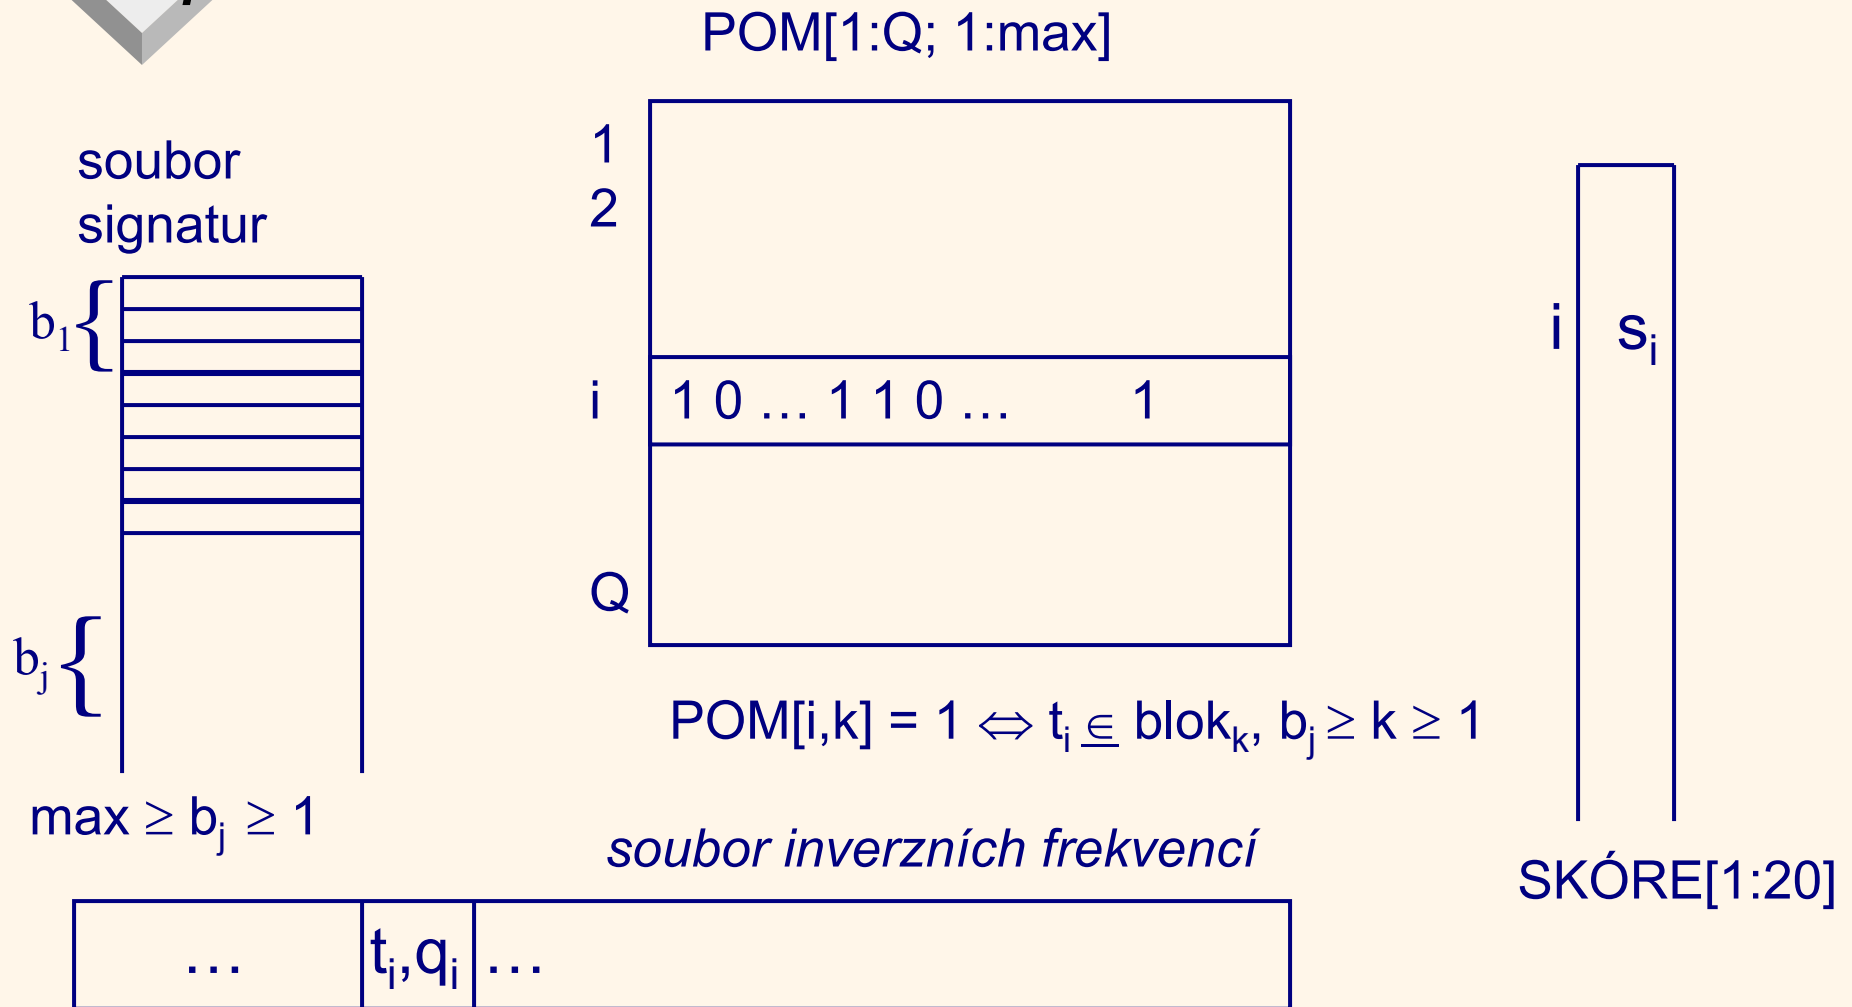 POM[1:Q; 1:max]
soubor
signatur
1
2
b₁{
i
1 0 … 1 1 0 … 1
i
sᵢ
Q
bⱼ{
POM[i,k] = 1 ⇔ tᵢ ∈ blokₖ, bⱼ ≥ k ≥ 1
max ≥ bⱼ ≥ 1
soubor inverzních frekvencí
SKÓRE[1:20]
… tᵢ,qᵢ …